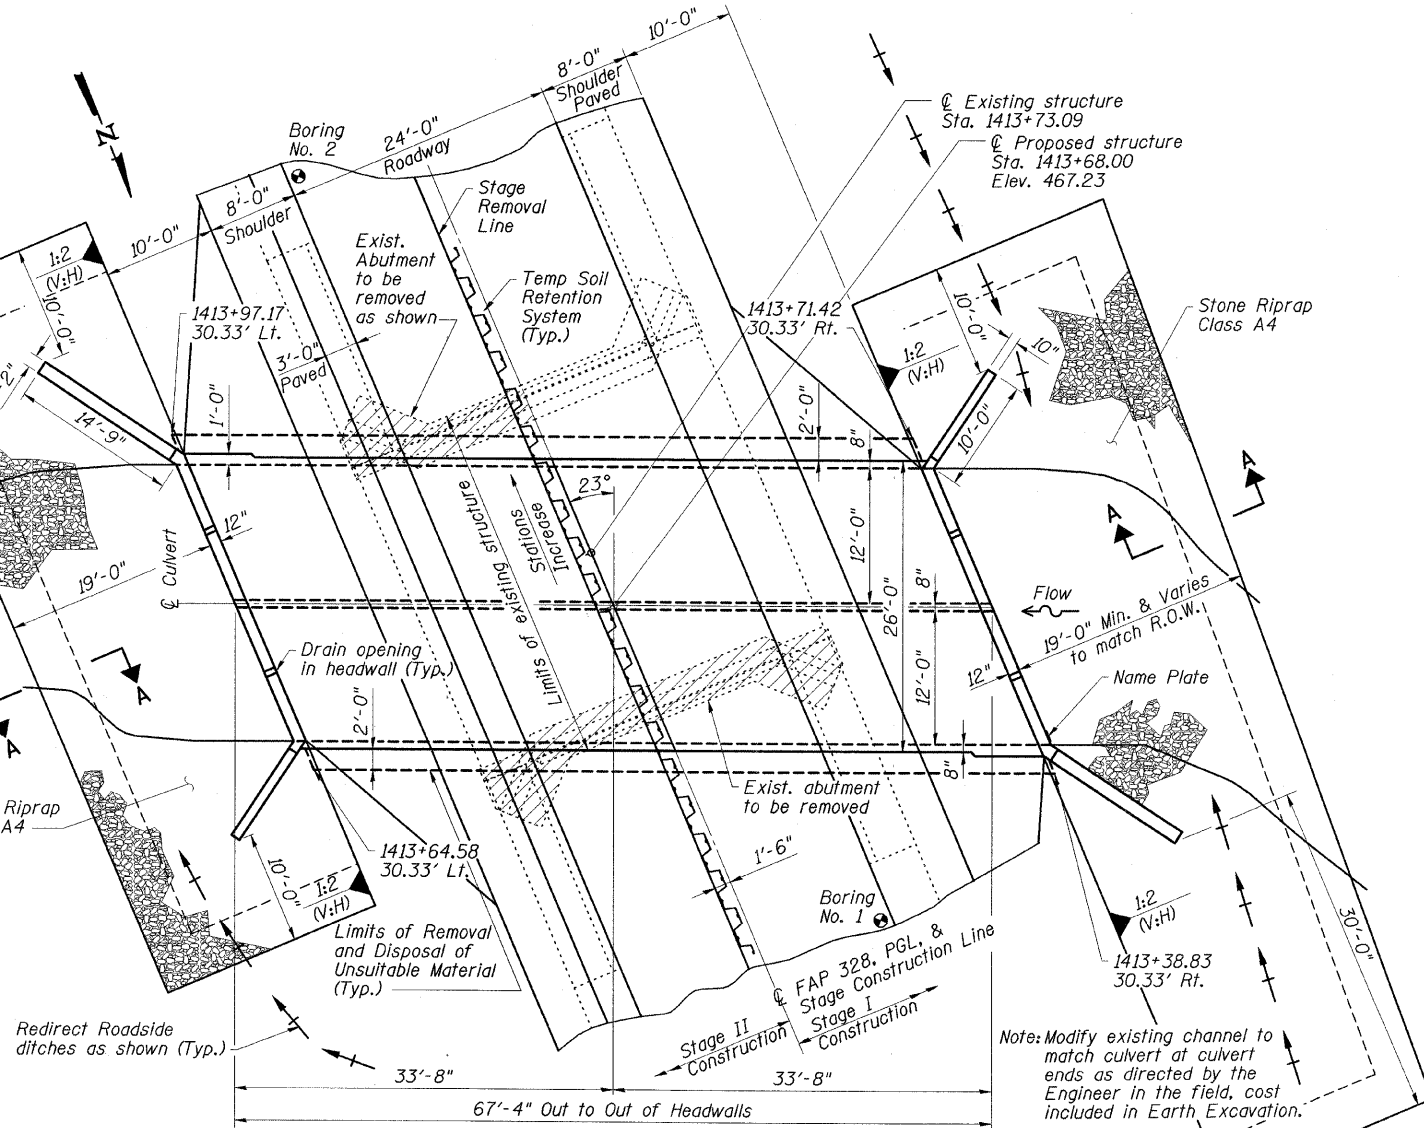 10'-0"
8'-0"
Shoulder
Paved
℄ Existing structure
Sta. 1413+73.09
℄ Proposed structure
Sta. 1413+68.00
Elev. 467.23
N
Boring
No. 2
24'-0"
Roadway
Stage
Removal
Line
8'-0"
Shoulder
10'-0"
1:2
(V:H)
10'-0"
Exist.
Abutment
to be
removed
as shown
Temp Soil
Retention
System
(Typ.)
1413+97.17
30.33' Lt.
3'-0"
Paved
1413+71.42
30.33' Rt.
10'-0"
10"
1:2
(V:H)
Stone Riprap
Class A4
2"
14'-9"
1'-0"
2'-0"
8"
10'-0"
23°
A
A
12"
℄ Culvert
19'-0"
Limits of existing structure
Stations
Increase
12'-0"
26'-0"
8"
Flow
19'-0" Min. & Varies
to match R.O.W.
Drain opening
in headwall (Typ.)
A
A
12'-0"
12"
Name Plate
2'-0"
8"
Exist. abutment
to be removed
Riprap
A4
1413+64.58
30.33' Lt.
1'-6"
10'-0"
1:2
(V:H)
Boring
No. 1
1:2
(V:H)
30'-0"
Limits of Removal
and Disposal of
Unsuitable Material
(Typ.)
℄ FAP 328, PGL, &
Stage Construction Line
1413+38.83
30.33' Rt.
Stage II
Construction
Stage I
Construction
Redirect Roadside
ditches as shown (Typ.)
Note: Modify existing channel to
match culvert at culvert
ends as directed by the
Engineer in the field, cost
included in Earth Excavation.
33'-8"
33'-8"
67'-4" Out to Out of Headwalls